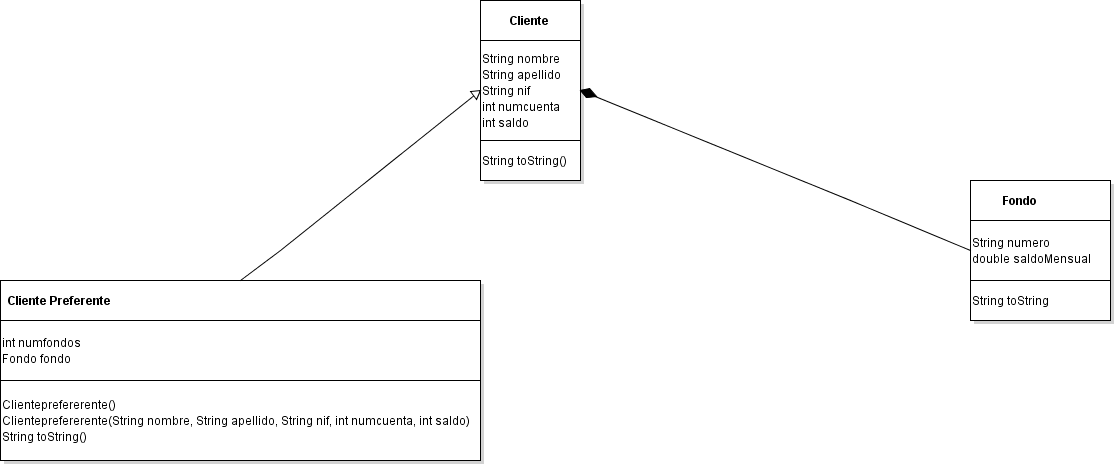 Cliente
String nombre
String apellido
String nif
int numcuenta
int saldo
String toString()
Fondo
String numero
double saldoMensual
String toString
Cliente Preferente
int numfondos
Fondo fondo
Clienteprefererente()
Clienteprefererente(String nombre, String apellido, String nif, int numcuenta, int saldo)
String toString()